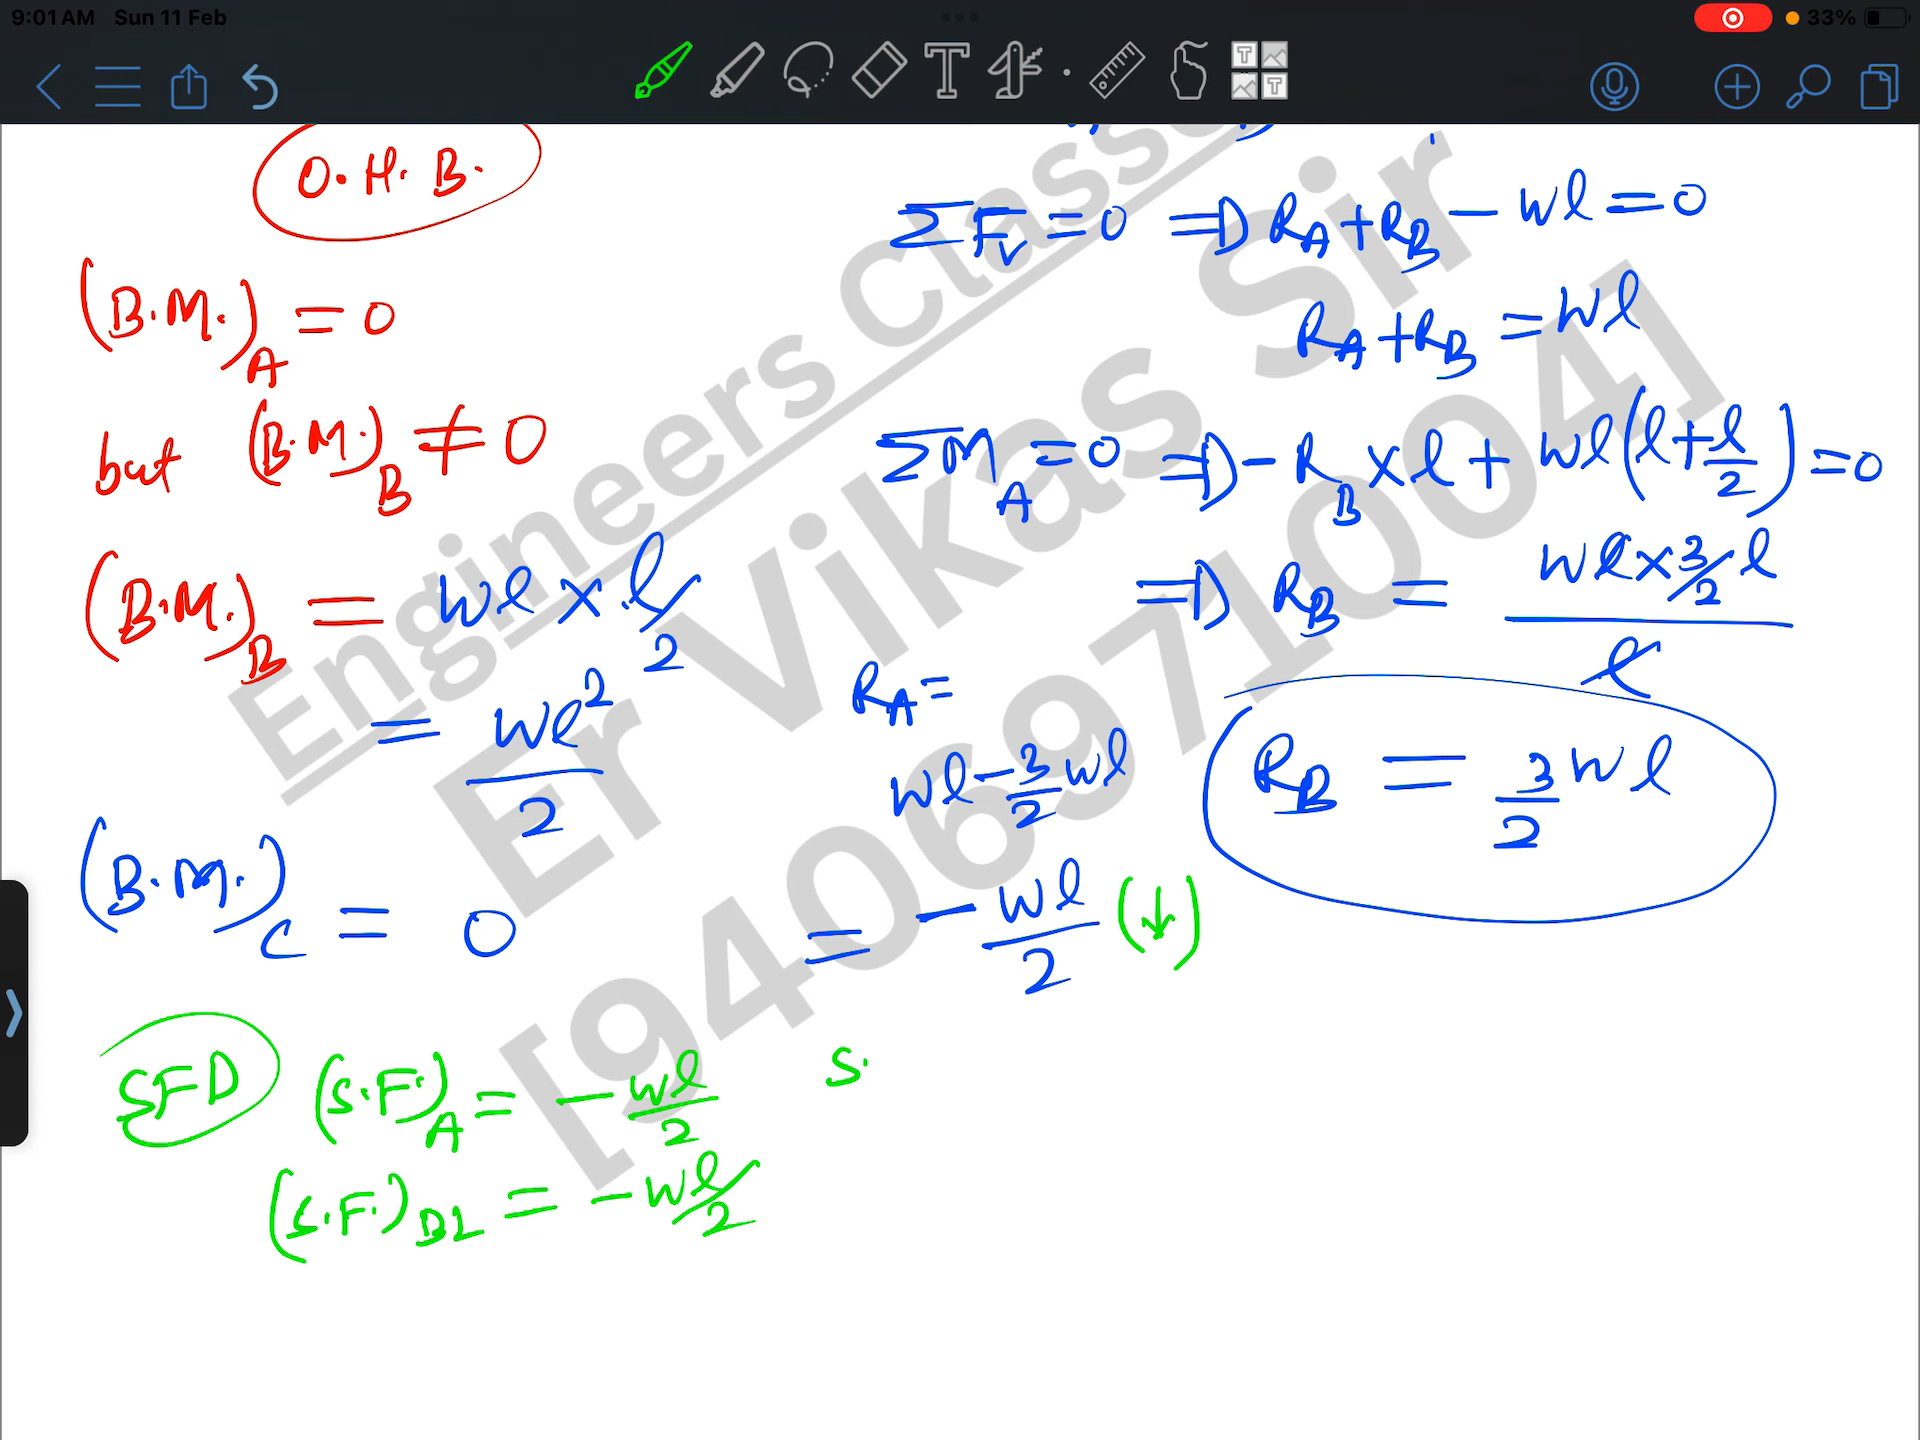 9:01 AM Sun 11 Feb
33%
O.H.B.
(B.M.)A = 0
but (B.M.)B ≠ 0
(B.M.)B = wl × l/2
= wl²/2
(B.M.)C = 0
ΣFv = 0 ⇒ RA + RB − wl = 0
RA + RB = wl
ΣMA = 0 ⇒ −RB × l + wl(l + l/2) = 0
⇒ RB = (wl × 3/2 l)/l
RB = 3/2 wl
RA =
wl − 3/2 wl
= −wl/2 (↓)
SFD (S.F.)A = −wl/2
(S.F.)BL = −wl/2
S.
Engineers Classes
Er Vikas Sir
[9406971004]